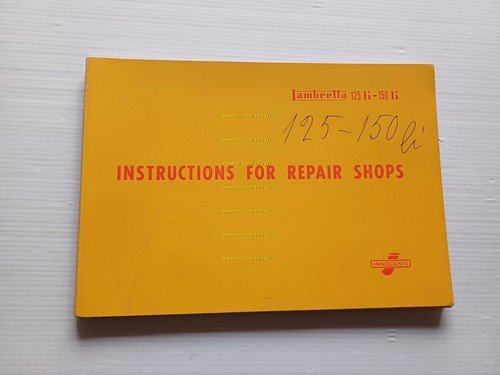 Lambretta 125 li - 150 li
125-150 li
INSTRUCTIONS FOR REPAIR SHOPS
INNOCENTI